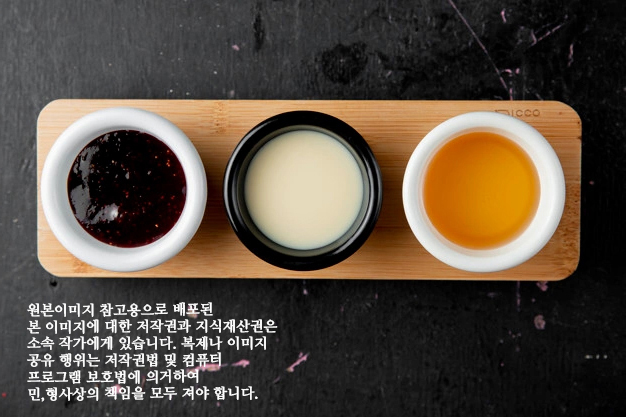 원본이미지 참고용으로 배포된
본 이미지에 대한 저작권과 지식재산권은
소속 작가에게 있습니다. 복제나 이미지
공유 행위는 저작권법 및 컴퓨터
프로그램 보호법에 의거하여
민,형사상의 책임을 모두 져야 합니다.